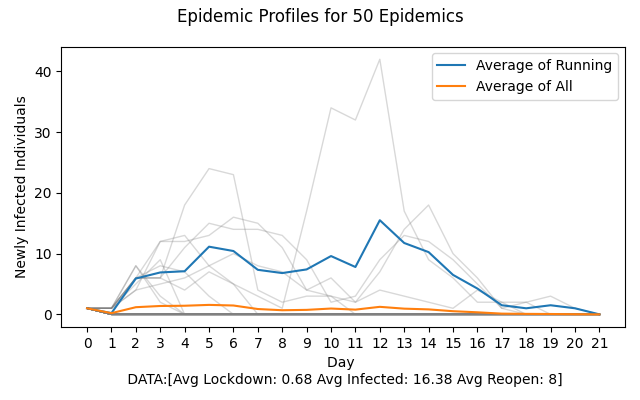 Epidemic Profiles for 50 Epidemics
Average of Running
Average of All
Newly Infected Individuals
40
30
20
10
0
0 1 2 3 4 5 6 7 8 9 10 11 12 13 14 15 16 17 18 19 20 21
Day
DATA:[Avg Lockdown: 0.68 Avg Infected: 16.38 Avg Reopen: 8]